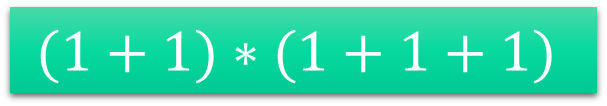 (1 + 1) ∗ (1 + 1 + 1)